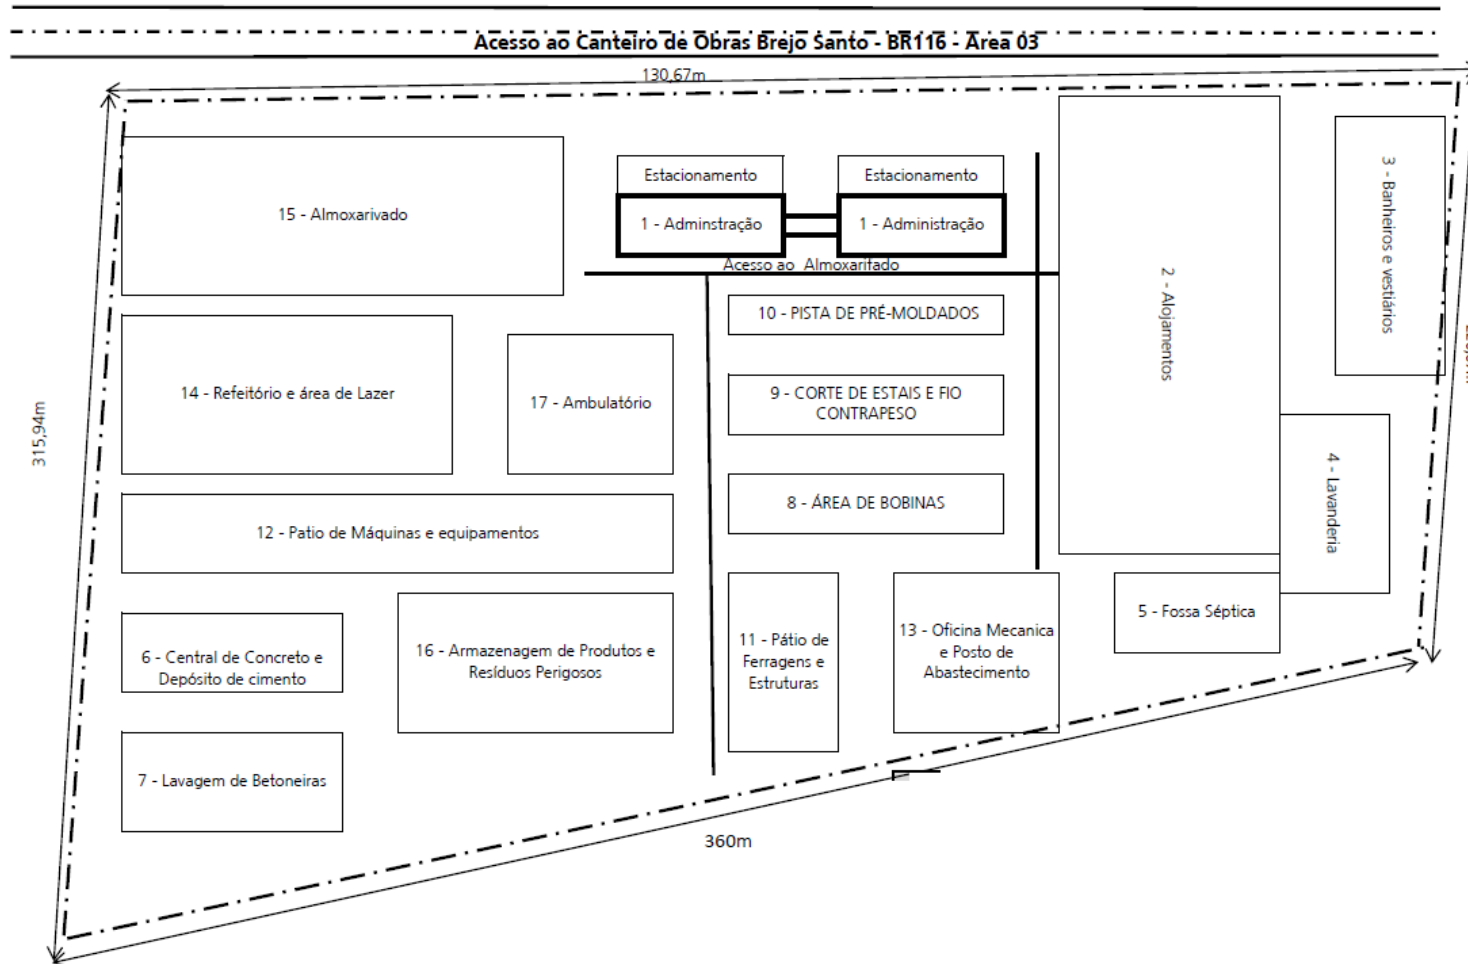 Acesso ao Canteiro de Obras Brejo Santo - BR116 - Area 03
130,67m
Estacionamento
Estacionamento
15 - Almoxarivado
1 - Adminstração
1 - Administração
3 - Banheiros e vestiários
Acesso ao Almoxarifado
2 - Alojamentos
10 - PISTA DE PRÉ-MOLDADOS
14 - Refeitório e área de Lazer
17 - Ambulatório
9 - CORTE DE ESTAIS E FIO
CONTRAPESO
315,94m
4 - Lavanderia
8 - ÁREA DE BOBINAS
12 - Patio de Máquinas e equipamentos
5 - Fossa Séptica
6 - Central de Concreto e
Depósito de cimento
16 - Armazenagem de Produtos e
Resíduos Perigosos
11 - Pátio de
Ferragens e
Estruturas
13 - Oficina Mecanica
e Posto de
Abastecimento
7 - Lavagem de Betoneiras
360m